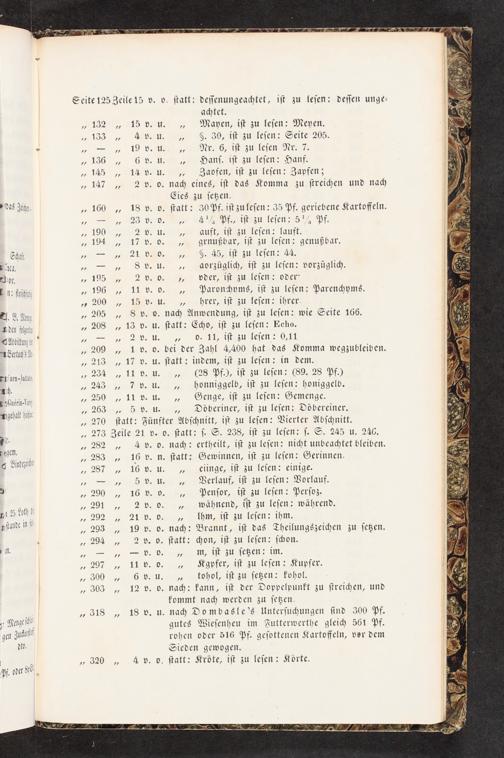 Seite 125 Zeile 15 v. o. statt: dessenungeachtet, ist zu lesen: dessen unge-
achtet.
„ 132 „ 15 v. u. „ Mayen, ist zu lesen: Meyen.
„ 133 „ 4 v. u. „ §. 30, ist zu lesen: Seite 205.
„ — „ 19 v. u. „ Nr. 6, ist zu lesen Nr. 7.
„ 136 „ 6 v. u. „ Hans. ist zu lesen: Hanf.
„ 145 „ 14 v. u. „ Zapfen, ist zu lesen: Zapfen;
„ 147 „ 2 v. o. nach eines, ist das Komma zu streichen und nach
Eies zu setzen.
„ 160 „ 18 v. o. statt: 30 Pf. ist zu lesen: 35 Pf. geriebene Kartoffeln.
„ — „ 23 v. o. „ 4¼ Pf., ist zu lesen: 5¼ Pf.
„ 190 „ 2 v. u. „ auft, ist zu lesen: lauft.
„ 194 „ 17 v. o. „ grnußbar, ist zu lesen: genußbar.
„ — „ 21 v. o. „ §. 45, ist zu lesen: 44.
„ — „ 8 v. u. „ aorzüglich, ist zu lesen: vorzüglich.
„ 195 „ 2 v. o. „ vder, ist zu lesen: oder
„ 196 „ 11 v. o. „ Paronchyms, ist zu lesen: Parenchyms.
„ 200 „ 15 v. u. „ hrer, ist zu lesen: ihrer
„ 205 „ 8 v. o. nach Anwendung, ist zu lesen: wie Seite 166.
„ 208 „ 13 v. u. statt: Echo, ist zu lesen: Echo.
„ — „ 2 v. u. „ o. 11, ist zu lesen: 0,11
„ 209 „ 1 v. o. bei der Zahl 4,400 hat das Komma wegzubleiben.
„ 213 „ 17 v. u. statt: indem, ist zu lesen: in dem.
„ 234 „ 11 v. u. „ (28 Pf.), ist zu lesen: (89. 28 Pf.)
„ 243 „ 7 v. u. „ honniggelb, ist zu lesen: honiggelb.
„ 250 „ 11 v. u. „ Genge, ist zu lesen: Gemenge.
„ 263 „ 5 v. u. „ Döberiner, ist zu lesen: Döbereiner.
„ 270 statt: Fünfter Abschnitt, ist zu lesen: Vierter Abschnitt.
„ 273 Zeile 21 v. o. statt: s. S. 238, ist zu lesen: s. S. 245 u. 246.
„ 282 „ 4 v. o. nach: ertheilt, ist zu lesen: nicht unbeachtet bleiben.
„ 283 „ 16 v. n. statt: Gewinnen, ist zu lesen: Gerinnen.
„ 287 „ 16 v. u. „ eiinge, ist zu lesen: einige.
„ — „ 5 v. u. „ Verlauf, ist zu lesen: Vorlauf.
„ 290 „ 16 v. o. „ Pensor, ist zu lesen: Persoz.
„ 291 „ 2 v. o. „ wähnend, ist zu lesen: während.
„ 292 „ 21 v. o. „ lhm, ist zu lesen: ihm.
„ 293 „ 19 v. o. nach: Brannt, ist das Theilungszeichen zu setzen.
„ 294 „ 2 v. o. statt: chon, ist zu lesen: schon.
„ — „ — v. o. „ m, ist zu setzen: im.
„ 297 „ 11 v. o. „ Kgpfer, ist zu lesen: Kupfer.
„ 300 „ 6 v. u. „ tohol, ist zu setzen: kohol.
„ 303 „ 12 v. o. nach: kann, ist der Doppelpunkt zu streichen, und
kommt nach werden zu setzen.
„ 318 „ 18 v. u. nach Dombasle's Untersuchungen sind 300 Pf.
gutes Wiesenheu im Futterwerthe gleich 561 Pf.
rohen oder 516 Pf. gesottenen Kartoffeln, vor dem
Sieden gewogen.
„ 320 „ 4 v. o. statt: Kröte, ist zu lesen: Körte.